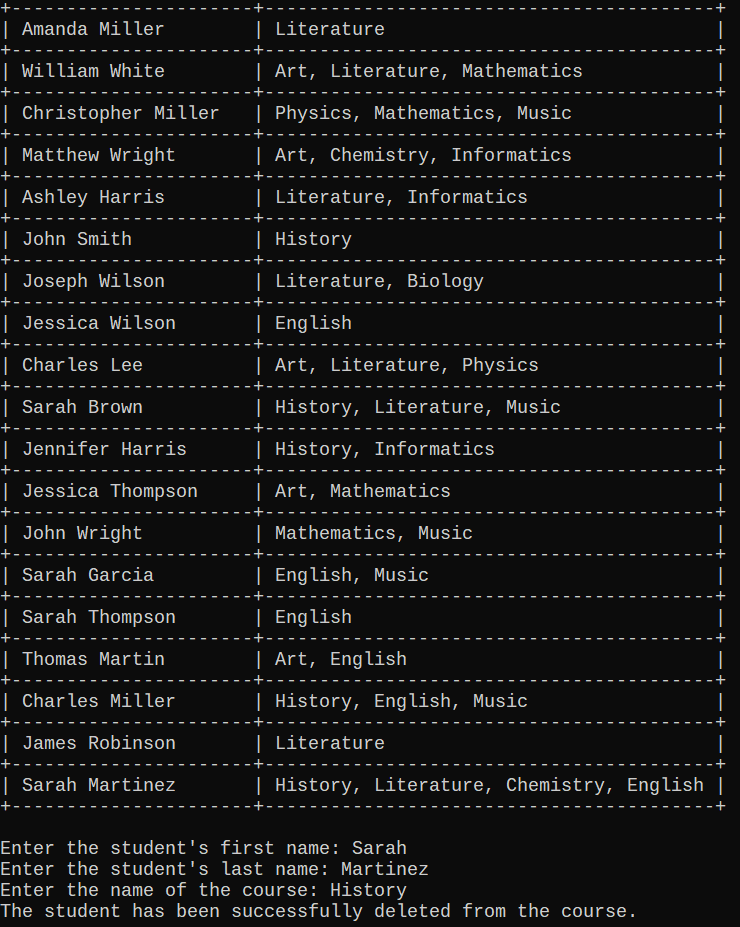 +----------------------+-----------------------------------------+
| Amanda Miller        | Literature                              |
+----------------------+-----------------------------------------+
| William White        | Art, Literature, Mathematics            |
+----------------------+-----------------------------------------+
| Christopher Miller   | Physics, Mathematics, Music             |
+----------------------+-----------------------------------------+
| Matthew Wright       | Art, Chemistry, Informatics             |
+----------------------+-----------------------------------------+
| Ashley Harris        | Literature, Informatics                 |
+----------------------+-----------------------------------------+
| John Smith           | History                                 |
+----------------------+-----------------------------------------+
| Joseph Wilson        | Literature, Biology                     |
+----------------------+-----------------------------------------+
| Jessica Wilson       | English                                 |
+----------------------+-----------------------------------------+
| Charles Lee          | Art, Literature, Physics                |
+----------------------+-----------------------------------------+
| Sarah Brown          | History, Literature, Music              |
+----------------------+-----------------------------------------+
| Jennifer Harris      | History, Informatics                    |
+----------------------+-----------------------------------------+
| Jessica Thompson     | Art, Mathematics                        |
+----------------------+-----------------------------------------+
| John Wright          | Mathematics, Music                      |
+----------------------+-----------------------------------------+
| Sarah Garcia         | English, Music                          |
+----------------------+-----------------------------------------+
| Sarah Thompson       | English                                 |
+----------------------+-----------------------------------------+
| Thomas Martin        | Art, English                            |
+----------------------+-----------------------------------------+
| Charles Miller       | History, English, Music                 |
+----------------------+-----------------------------------------+
| James Robinson       | Literature                              |
+----------------------+-----------------------------------------+
| Sarah Martinez       | History, Literature, Chemistry, English |
+----------------------+-----------------------------------------+
Enter the student's first name: Sarah
Enter the student's last name: Martinez
Enter the name of the course: History
The student has been successfully deleted from the course.